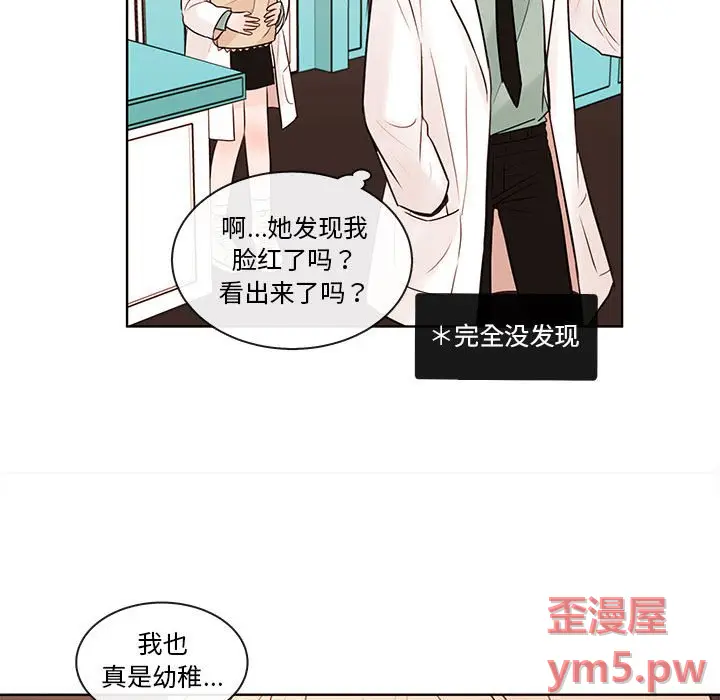 啊...她发现我
脸红了吗？
看出来了吗？
＊完全没发现
我也
真是幼稚...
歪漫屋
ym5.pw